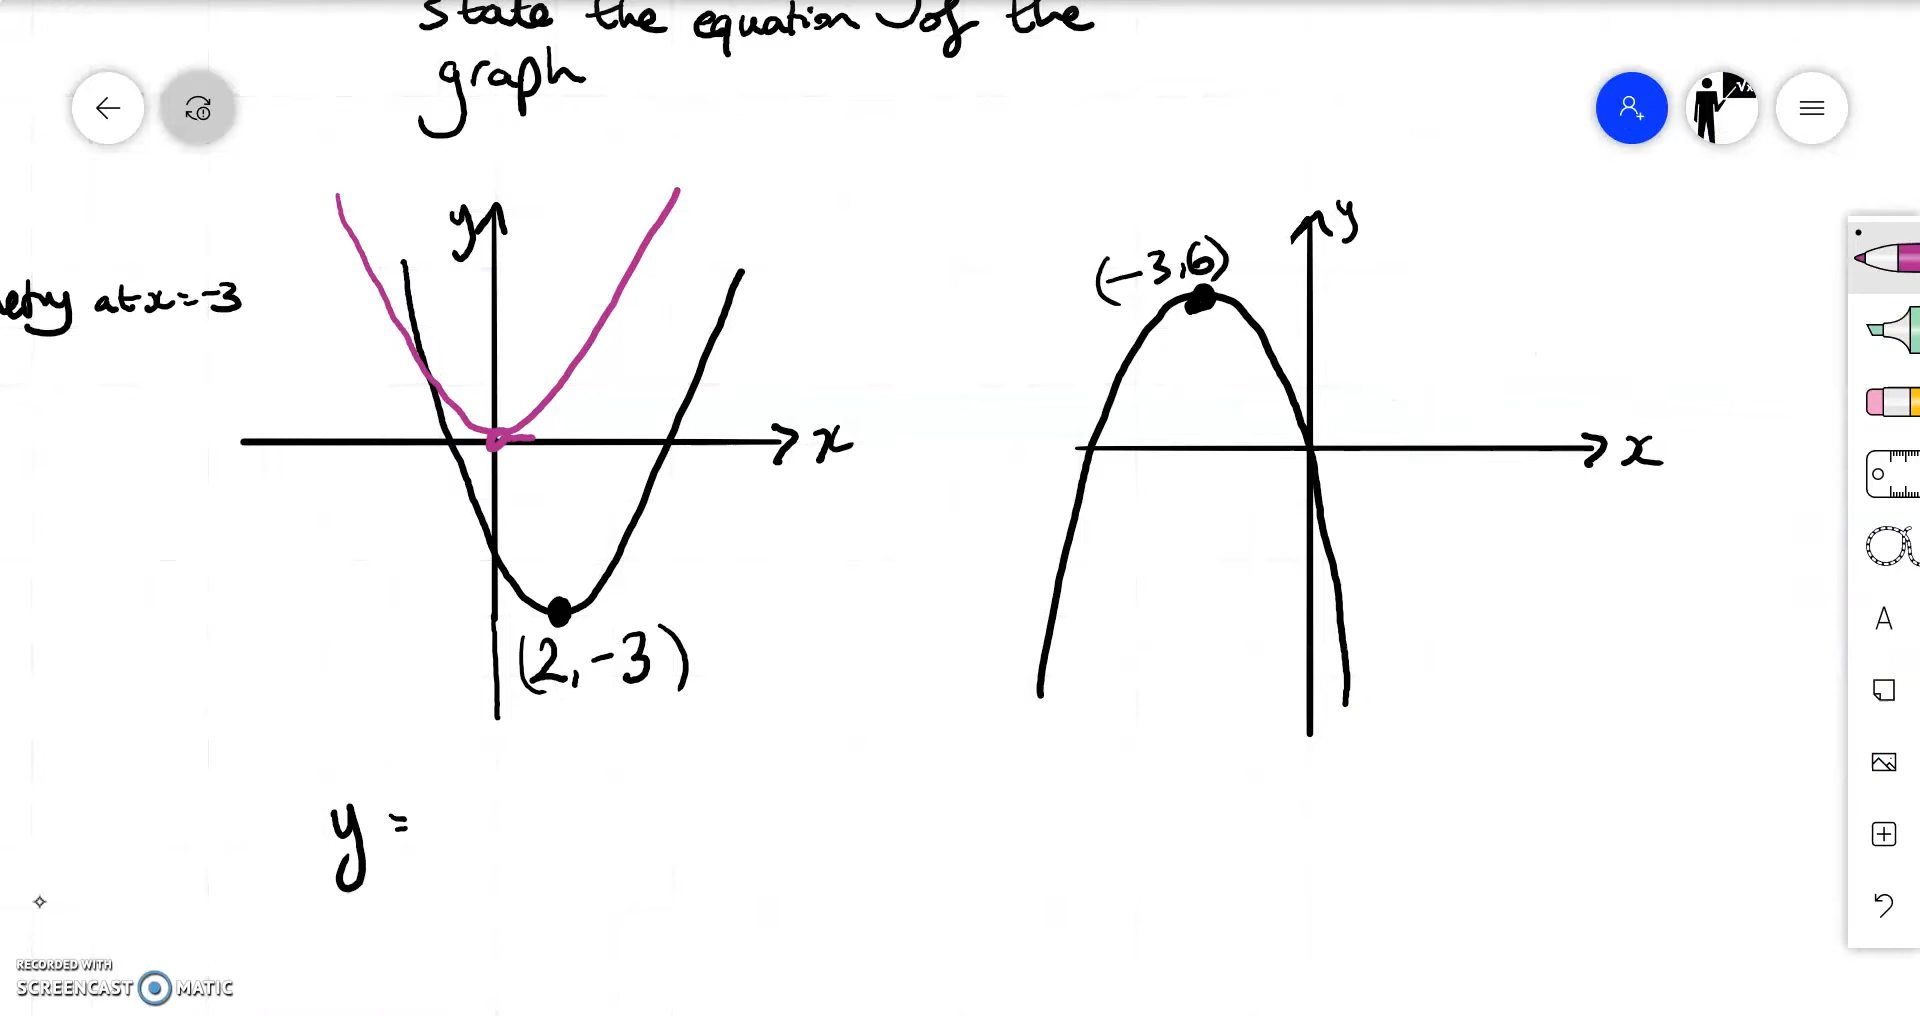 state the equation of the
graph
y
y
(-3,6)
at x=-3
x
x
(2,-3)
y =
A
RECORDED WITH
SCREENCAST MATIC